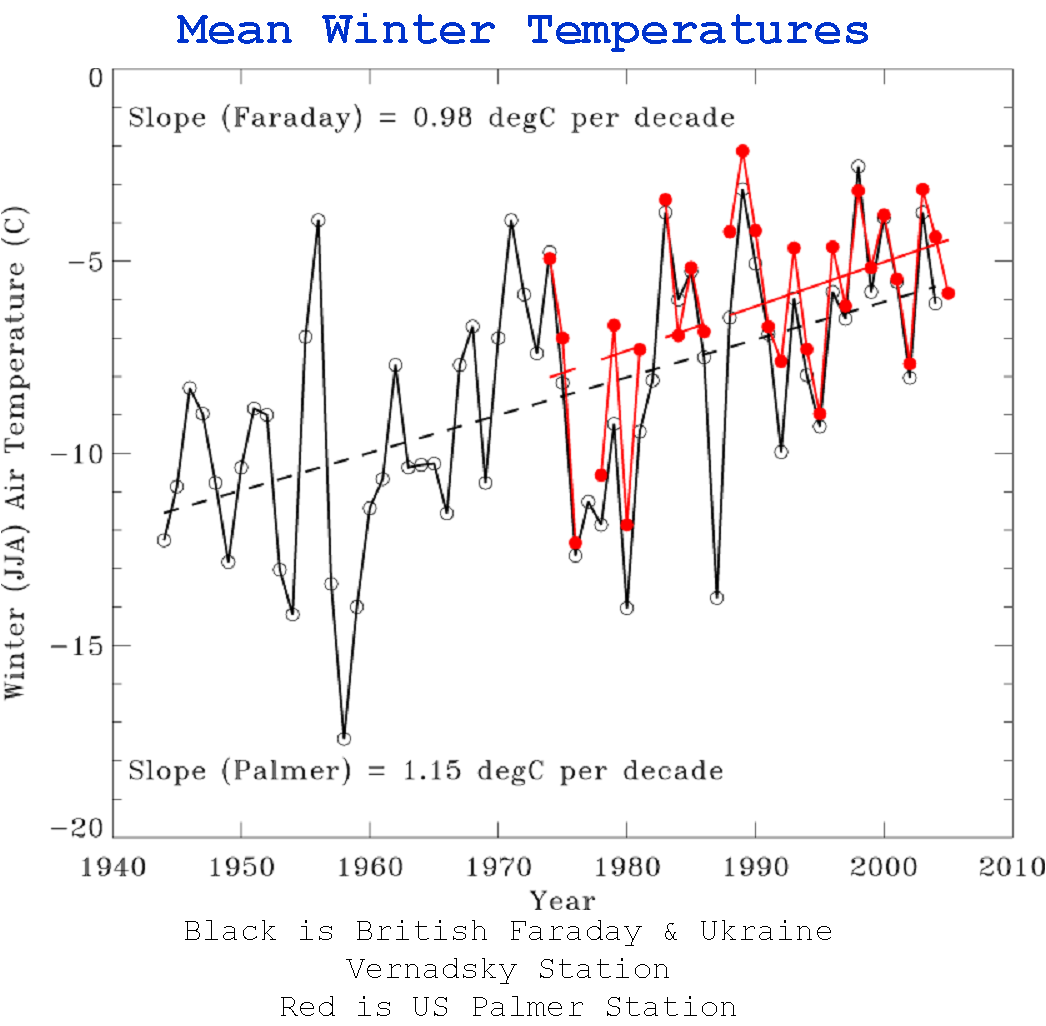 Mean Winter Temperatures
0
Slope (Faraday) = 0.98 degC per decade
-5
-10
-15
-20
Winter (JJA) Air Temperature (C)
Slope (Palmer) = 1.15 degC per decade
1940 1950 1960 1970 1980 1990 2000 2010
Year
Black is British Faraday & Ukraine
Vernadsky Station
Red is US Palmer Station